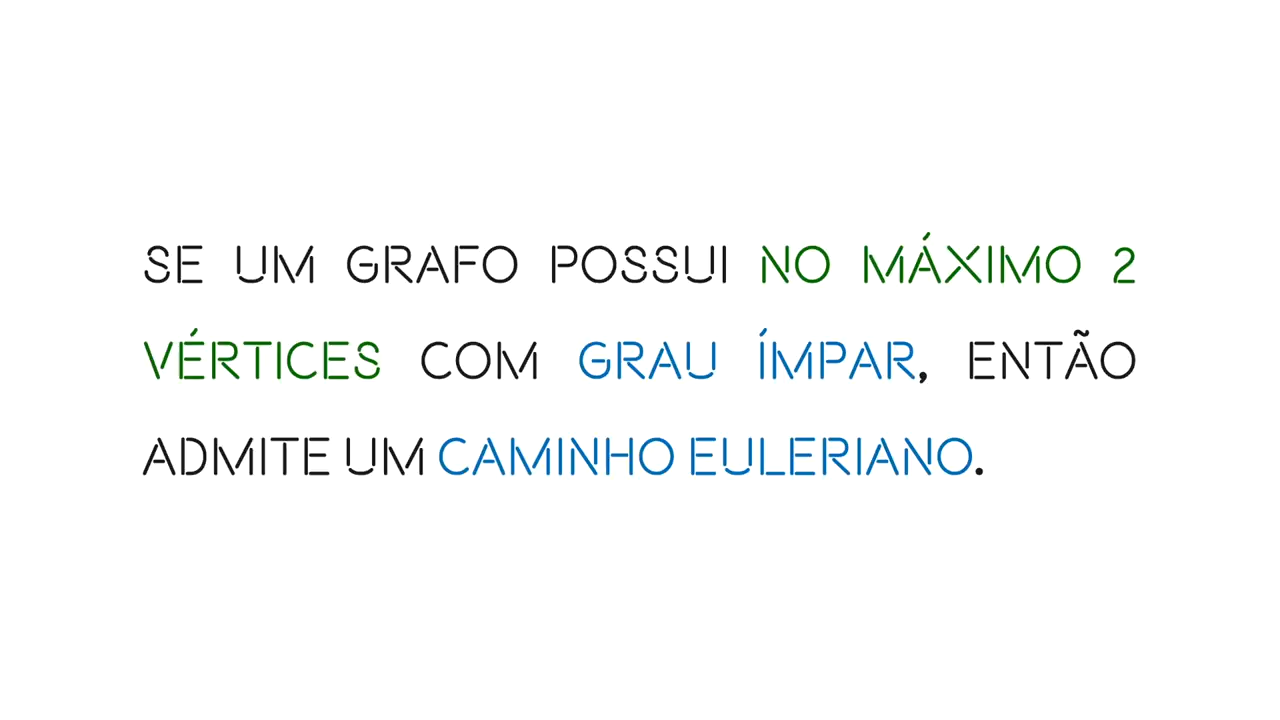 SE UM GRAFO POSSUI NO MÁXIMO 2
VÉRTICES COM GRAU ÍMPAR, ENTÃO
ADMITE UM CAMINHO EULERIANO.